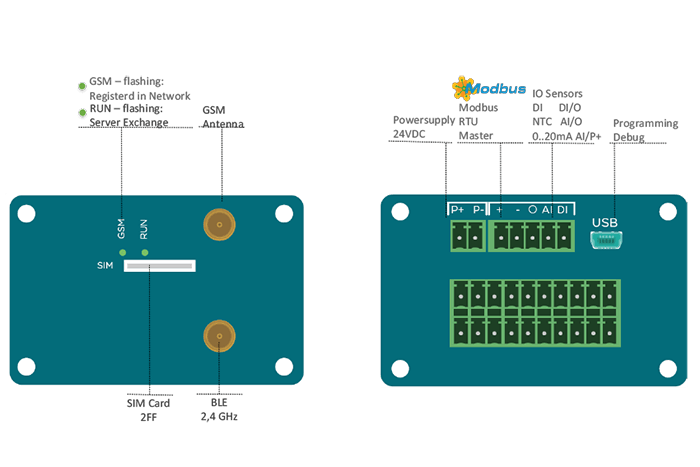 GSM – flashing:
Registerd in Network
RUN – flashing:
Server Exchange
GSM
Antenna
GSM
RUN
SIM
SIM Card
2FF
BLE
2,4 GHz
Modbus
Powersupply
24VDC
Modbus
RTU
Master
IO Sensors
DI DI/O
NTC AI/O
0..20mA AI/P+
Programming
Debug
P+ P- + - O AI DI
USB